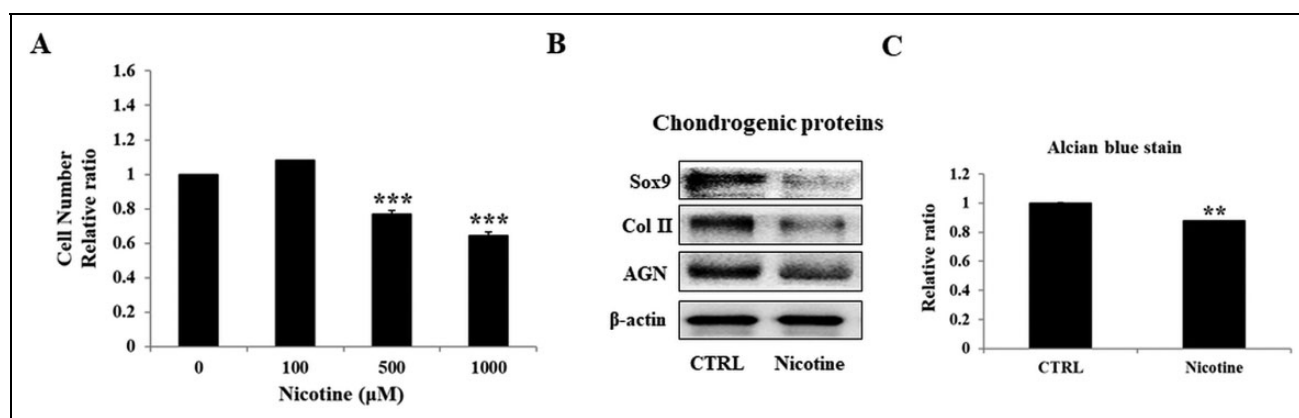 A
1.6
1.4
1.2
1
0.8
0.6
0.4
0.2
0
Cell Number
Relative ratio
***
***
0 100 500 1000
Nicotine (μM)
B
Chondrogenic proteins
Sox9
Col II
AGN
β-actin
CTRL Nicotine
C
Alcian blue stain
1.2
1
0.8
0.6
0.4
0.2
0
Relative ratio
**
CTRL Nicotine